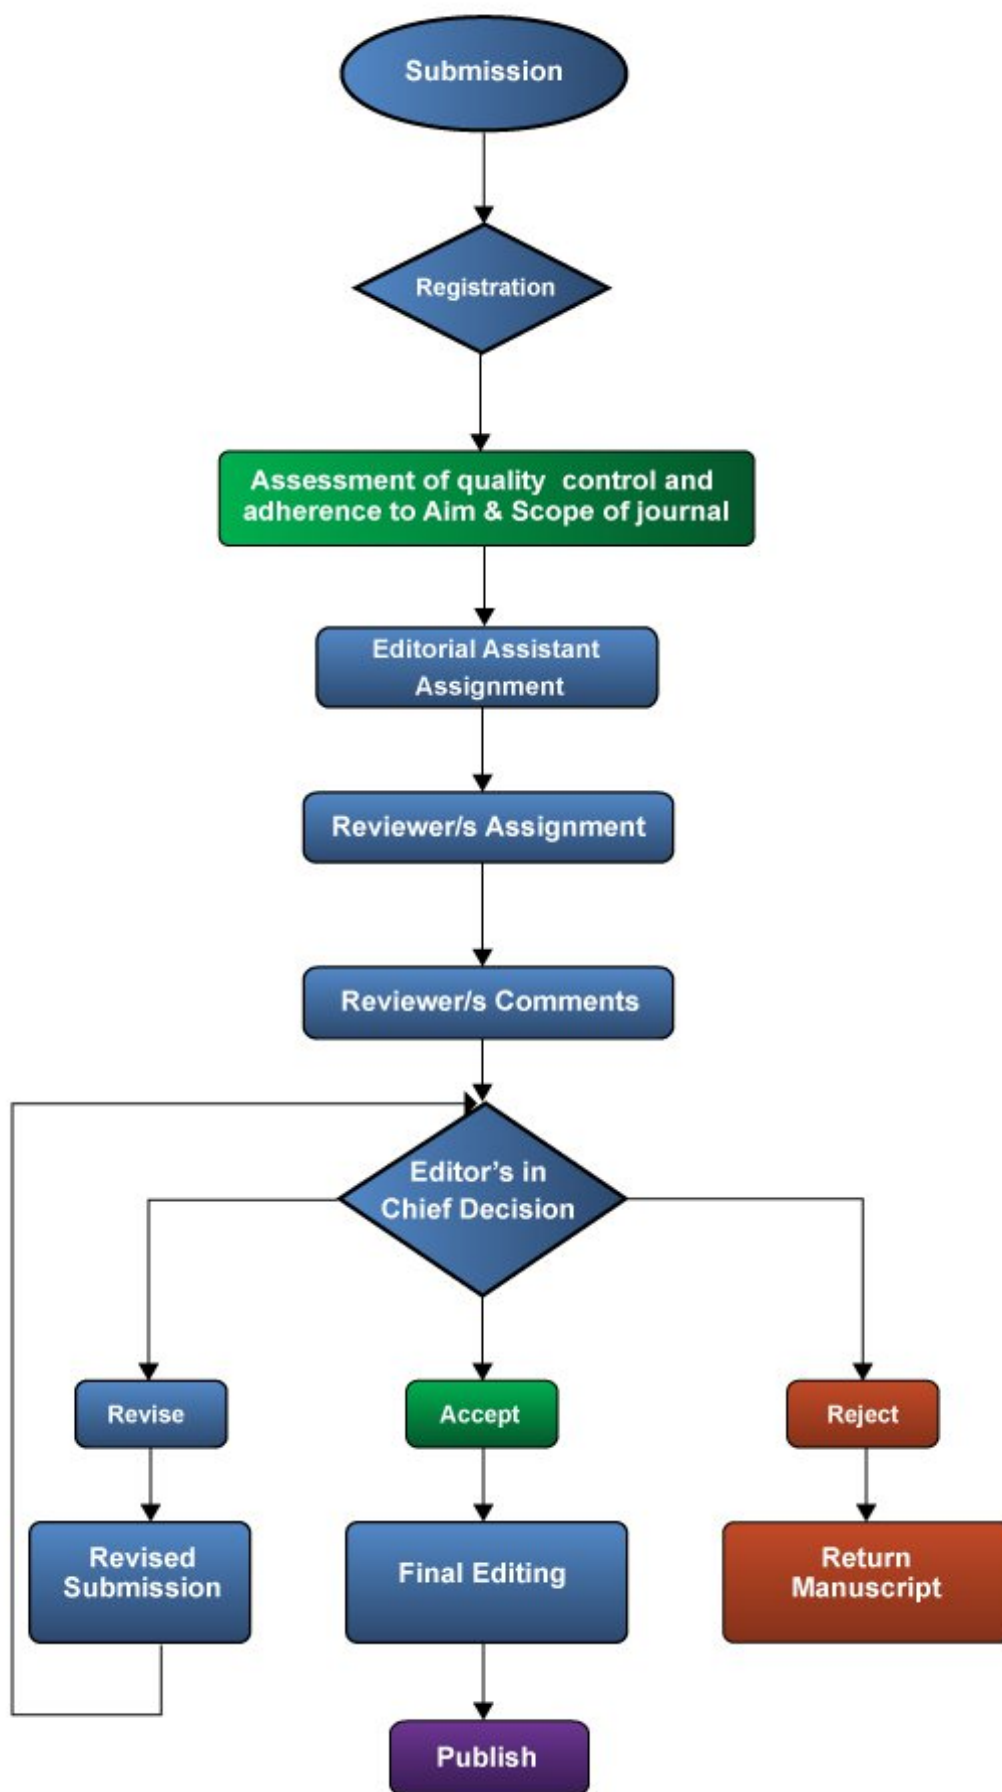 Submission
Registration
Assessment of quality control and
adherence to Aim & Scope of journal
Editorial Assistant
Assignment
Reviewer/s Assignment
Reviewer/s Comments
Editor's in
Chief Decision
Revise
Accept
Reject
Revised
Submission
Final Editing
Return
Manuscript
Publish